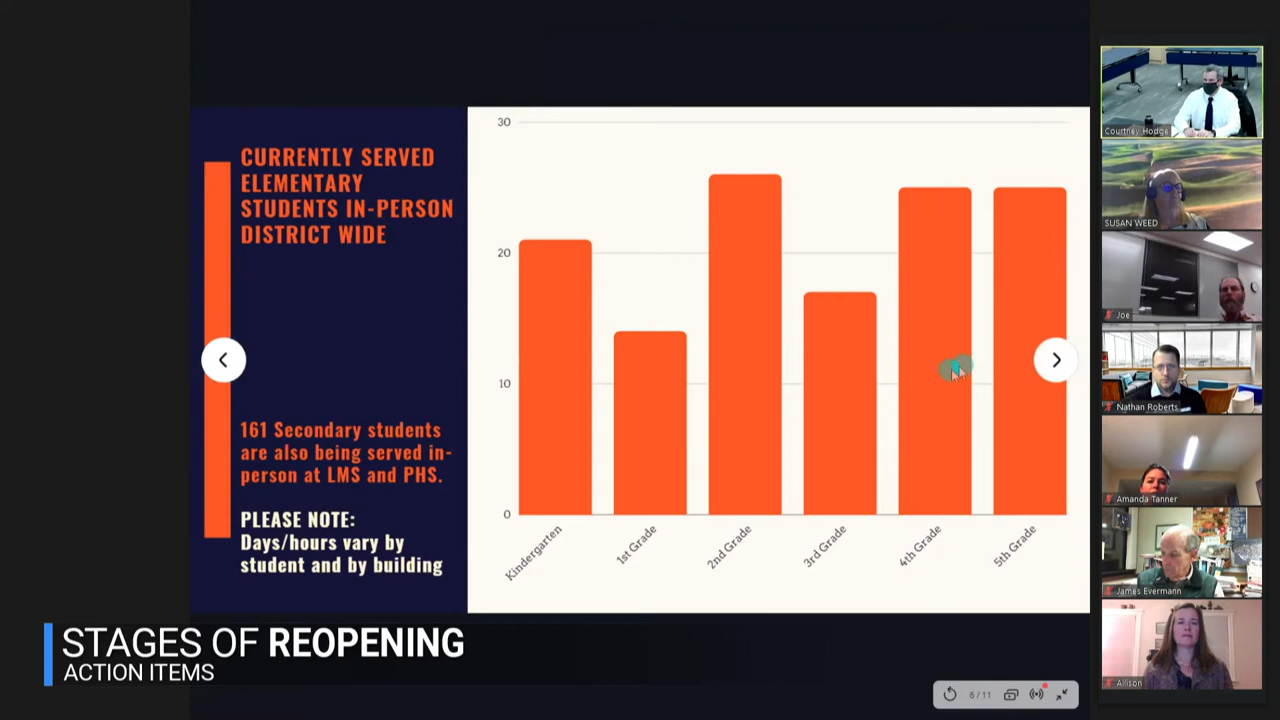 CURRENTLY SERVED
ELEMENTARY
STUDENTS IN-PERSON
DISTRICT WIDE
161 Secondary students
are also being served in-
person at LMS and PHS.
PLEASE NOTE:
Days/hours vary by
student and by building
30
20
10
0
Kindergarten
1st Grade
2nd Grade
3rd Grade
4th Grade
5th Grade
STAGES OF REOPENING
ACTION ITEMS
6/11
Courtney Hodge
SUSAN WEED
Joe
Nathan Roberts
Amanda Tanner
James Evermann
Allison